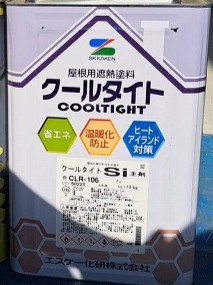 SK KAKEN
屋根用遮熱塗料
クールタイト
COOLTIGHT
省エネ
温暖化
防止
ヒート
アイランド
対策
クールタイトSi主剤
CLR-106
エスケー化研株式会社